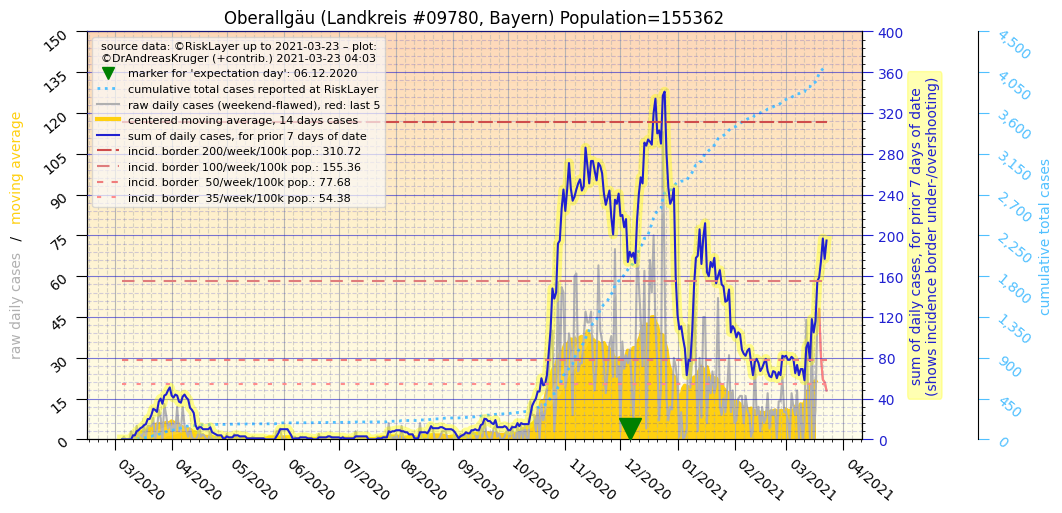 Oberallgäu (Landkreis #09780, Bayern) Population=155362
source data: ©RiskLayer up to 2021-03-23 – plot:
©DrAndreasKruger (+contrib.) 2021-03-23 04:03
marker for 'expectation day': 06.12.2020
cumulative total cases reported at RiskLayer
raw daily cases (weekend-flawed), red: last 5
centered moving average, 14 days cases
sum of daily cases, for prior 7 days of date
incid. border 200/week/100k pop.: 310.72
incid. border 100/week/100k pop.: 155.36
incid. border 50/week/100k pop.: 77.68
incid. border 35/week/100k pop.: 54.38
raw daily cases / moving average
150
135
120
105
90
75
60
45
30
15
0
03/2020
04/2020
05/2020
06/2020
07/2020
08/2020
09/2020
10/2020
11/2020
12/2020
01/2021
02/2021
03/2021
04/2021
400
360
320
280
240
200
160
120
80
40
0
sum of daily cases, for prior 7 days of date
(shows incidence border under-/overshooting)
4,500
4,050
3,600
3,150
2,700
2,250
1,800
1,350
900
450
0
cumulative total cases